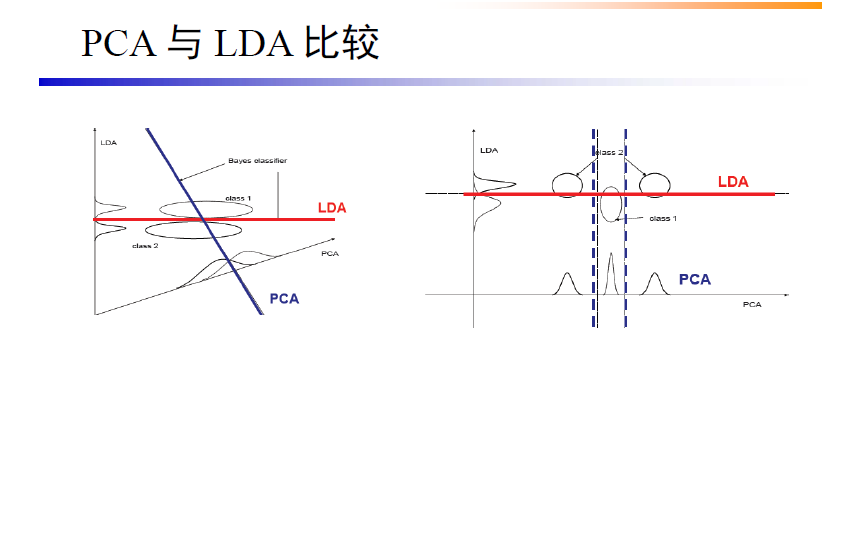 PCA 与 LDA 比较
LDA
Bayes classifier
class 1
LDA
class 2
PCA
PCA
LDA
class 2
LDA
class 1
PCA
PCA